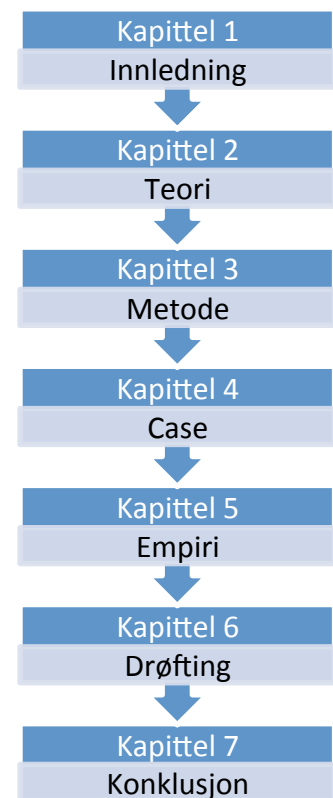 Kapittel 1
Innledning
Kapittel 2
Teori
Kapittel 3
Metode
Kapittel 4
Case
Kapittel 5
Empiri
Kapittel 6
Drøfting
Kapittel 7
Konklusjon